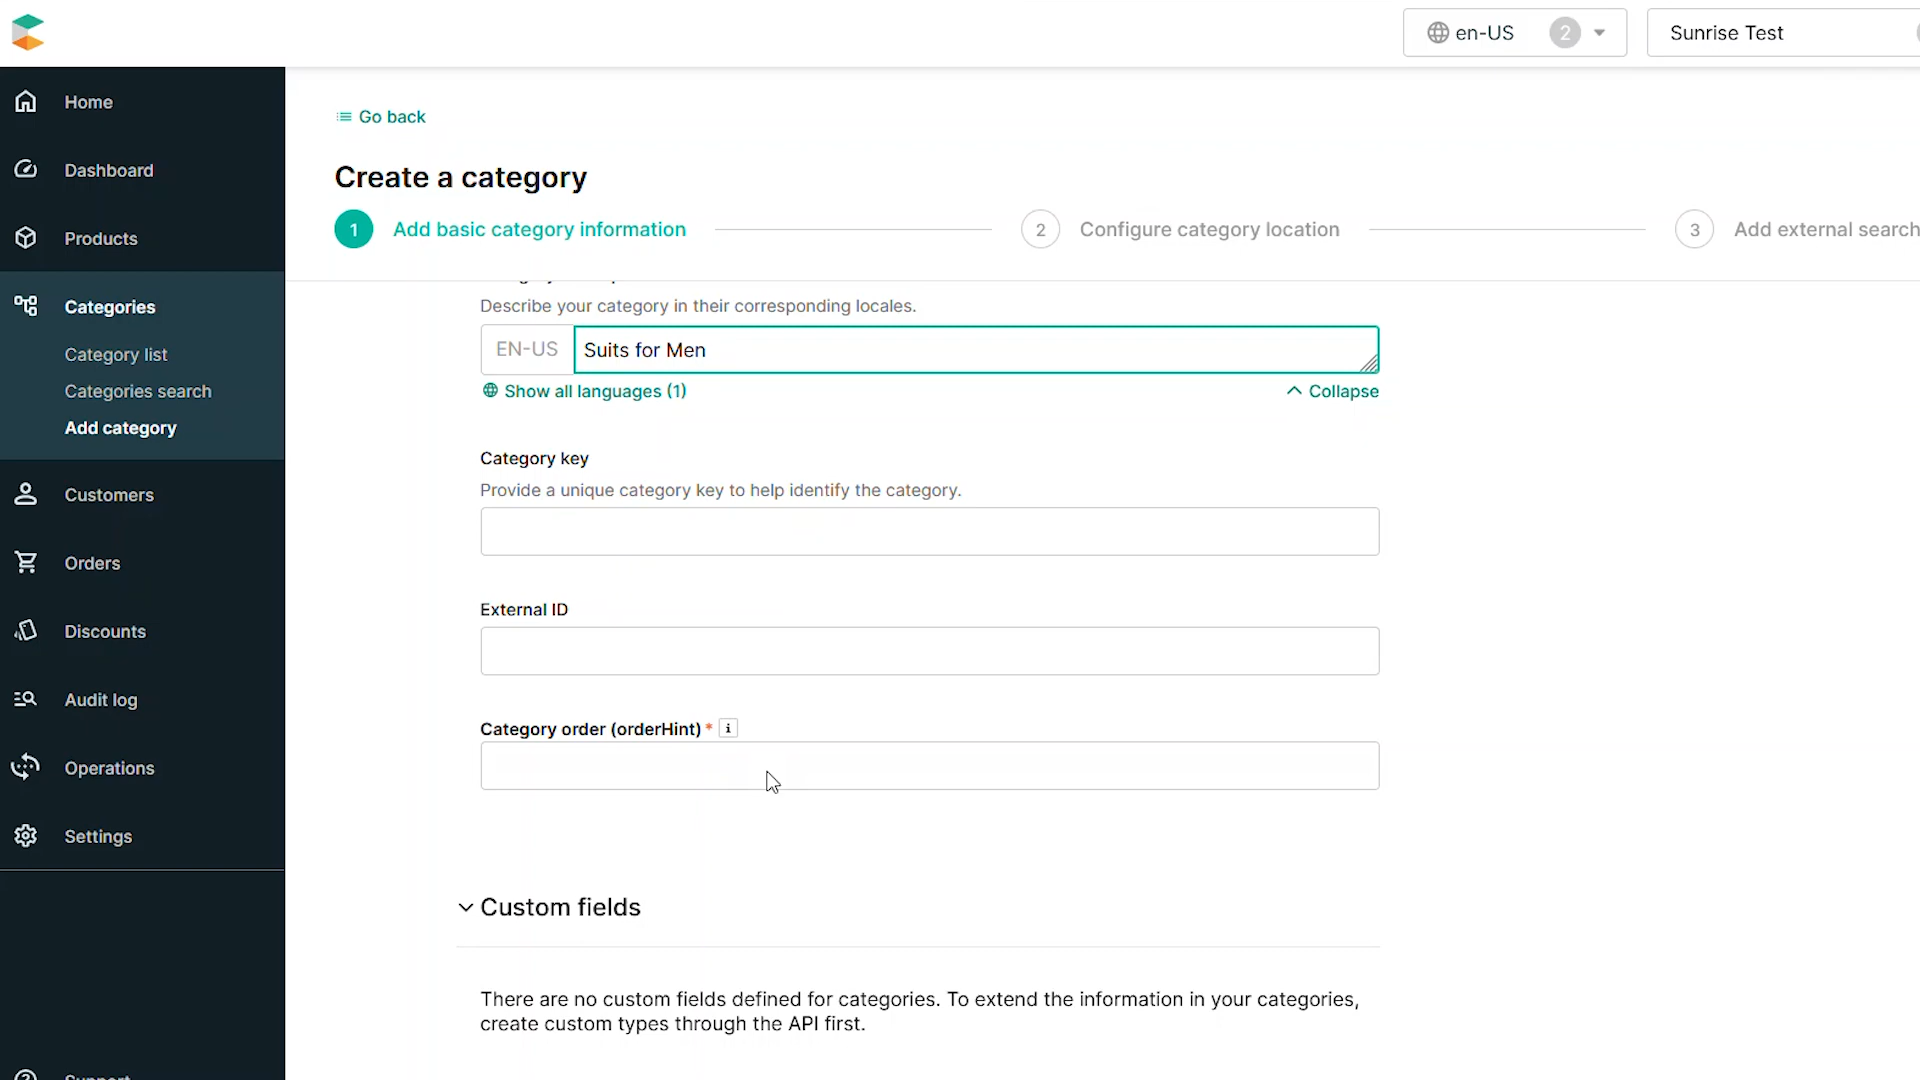 en-US 2
Sunrise Test
Home
Dashboard
Products
Categories
Category list
Categories search
Add category
Customers
Orders
Discounts
Audit log
Operations
Settings
Go back
Create a category
1 Add basic category information
2 Configure category location
3 Add external search
Describe your category in their corresponding locales.
EN-US Suits for Men
Show all languages (1)
Collapse
Category key
Provide a unique category key to help identify the category.
External ID
Category order (orderHint) * i
Custom fields
There are no custom fields defined for categories. To extend the information in your categories,
create custom types through the API first.